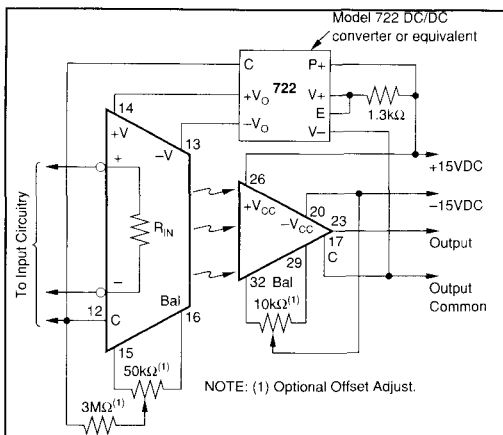 Model 722 DC/DC
converter or equivalent
C
722
P+
+V_O
V+
E
−V_O
V−
1.3kΩ
14
+V
13
−V
+
R_IN
−
To Input Circuitry
12
C
Bal
16
15
50kΩ(1)
3MΩ(1)
26
+V_CC
20
−V_CC
23
17
C
29
32 Bal
10kΩ(1)
+15VDC
−15VDC
Output
Output
Common
NOTE: (1) Optional Offset Adjust.